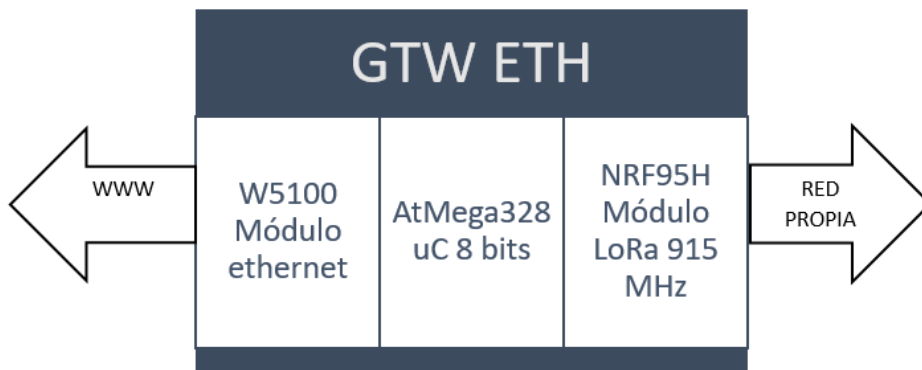 GTW ETH
WWW
W5100
Módulo
ethernet
AtMega328
uC 8 bits
NRF95H
Módulo
LoRa 915
MHz
RED
PROPIA